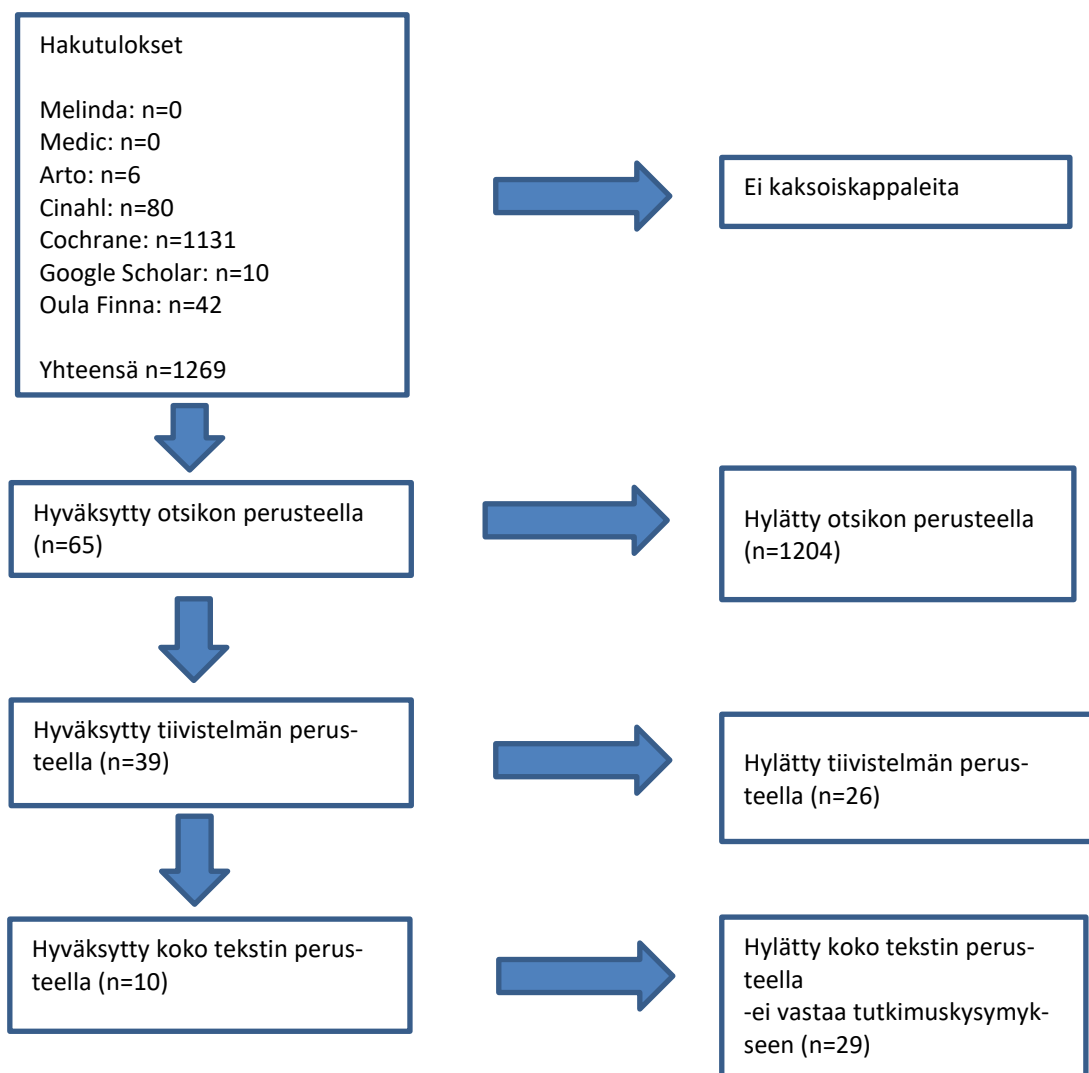 Hakutulokset
Melinda: n=0
Medic: n=0
Arto: n=6
Cinahl: n=80
Cochrane: n=1131
Google Scholar: n=10
Oula Finna: n=42
Yhteensä n=1269
Ei kaksoiskappaleita
Hyväksytty otsikon perusteella
(n=65)
Hylätty otsikon perusteella
(n=1204)
Hyväksytty tiivistelmän perus-
teella (n=39)
Hylätty tiivistelmän perus-
teella (n=26)
Hyväksytty koko tekstin perus-
teella (n=10)
Hylätty koko tekstin perus-
teella
-ei vastaa tutkimuskysymyk-
seen (n=29)